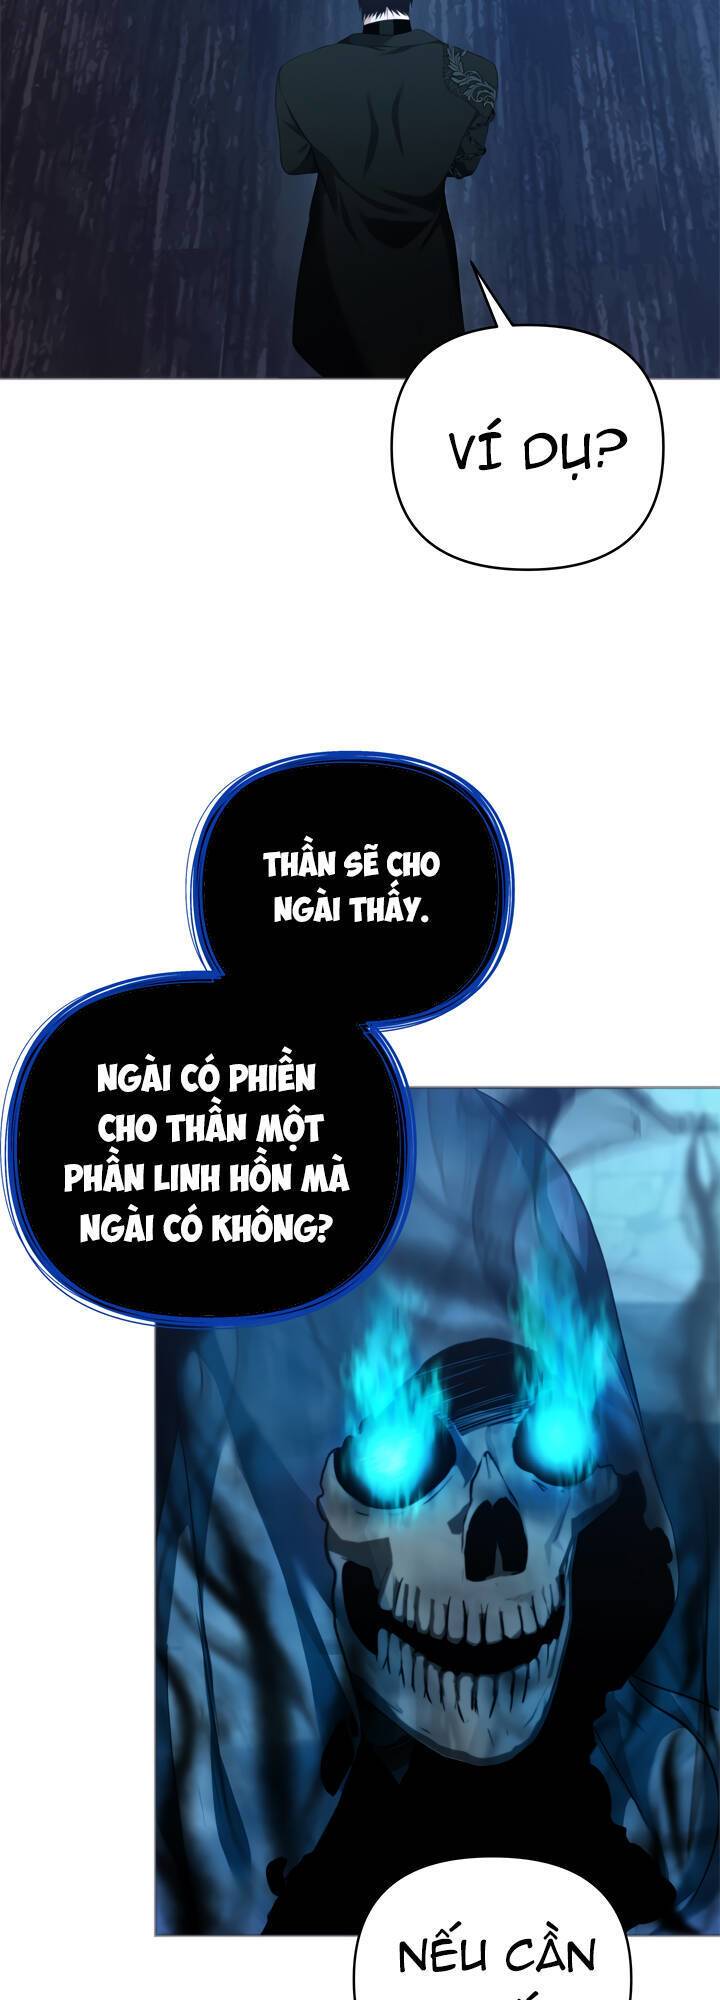 VÍ DỤ?
THẦN SẼ CHO
NGÀI THẤY.
NGÀI CÓ PHIỀN
CHO THẦN MỘT
PHẦN LINH HỒN MÀ
NGÀI CÓ KHÔNG?
NẾU CẦN